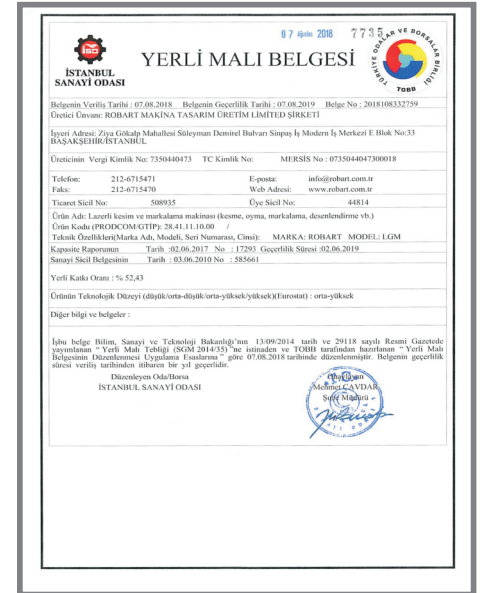 07 Ağustos 2018
7735
TÜRKİYE ODALAR VE BORSALAR BİRLİĞİ
TOBB
İSO
İSTANBUL
SANAYİ ODASI
YERLİ MALI BELGESİ
Belgenin Veriliş Tarihi : 07.08.2018 Belgenin Geçerlilik Tarihi : 07.08.2019 Belge No : 2018108332759
Üretici Ünvanı: ROBART MAKİNA TASARIM ÜRETİM LİMİTED ŞİRKETİ
İşyeri Adresi: Ziya Gökalp Mahallesi Süleyman Demirel Bulvarı Sinpaş İş Modern İş Merkezi E Blok No:33
BAŞAKŞEHİR/İSTANBUL
Üreticinin Vergi Kimlik No: 7350440473 TC Kimlik No: MERSİS No : 0735044047300018
Telefon: 212-6715471 E-posta: info@robart.com.tr
Faks: 212-6715470 Web Adresi: www.robart.com.tr
Ticaret Sicil No: 508935 Üye Sicil No: 44814
Ürün Adı: Lazerli kesim ve markalama makinası (kesme, oyma, markalama, desenlendirme vb.)
Ürün Kodu (PRODCOM/GTİP): 28.41.11.10.00 /
Teknik Özellikleri(Marka Adı, Modeli, Seri Numarası, Cinsi): MARKA: ROBART MODEL: LGM
Kapasite Raporunun Tarih :02.06.2017 No : 17293 Geçerlilik Süresi :02.06.2019
Sanayi Sicil Belgesinin Tarih : 03.06.2010 No : 585661
Yerli Katkı Oranı : % 52,43
Ürünün Teknolojik Düzeyi (düşük/orta-düşük/orta-yüksek/yüksek)(Eurostat) : orta-yüksek
Diğer bilgi ve belgeler :
İşbu belge Bilim, Sanayi ve Teknoloji Bakanlığı'nın 13/09/2014 tarih ve 29118 sayılı Resmi Gazetede
yayımlanan " Yerli Malı Tebliği (SGM 2014/35) "ne istinaden ve TOBB tarafından hazırlanan " Yerli Malı
Belgesinin Düzenlenmesi Uygulama Esaslarına " göre 07.08.2018 tarihinde düzenlenmiştir. Belgenin geçerlilik
süresi veriliş tarihinden itibaren bir yıl geçerlidir.
Düzenleyen Oda/Borsa
İSTANBUL SANAYİ ODASI
Onaylayan
Mehmet ÇAVDAR
Şube Müdürü